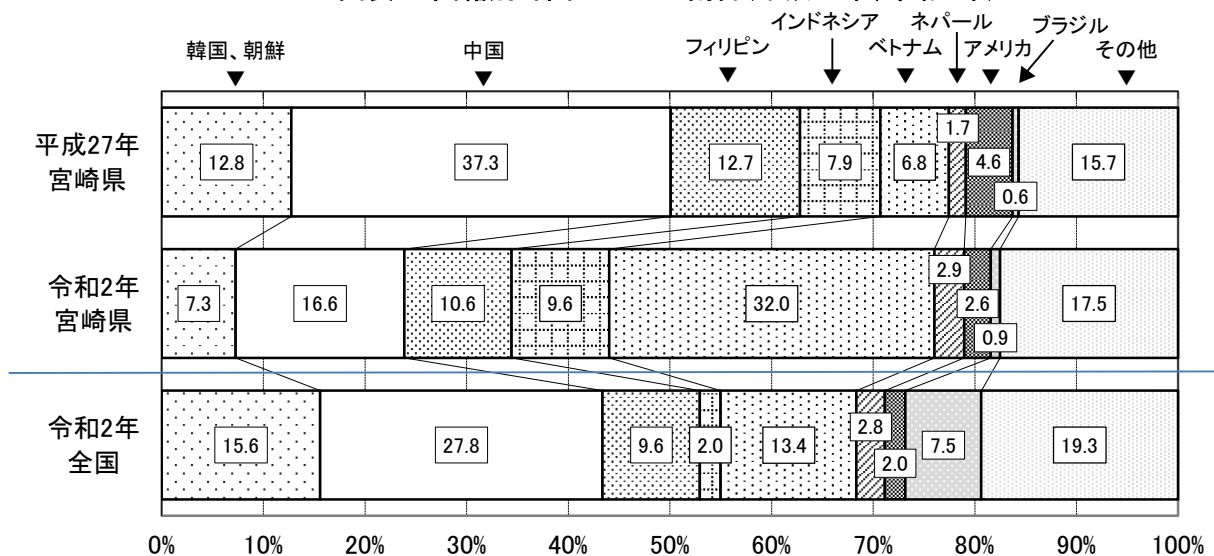 インドネシア ネパール ブラジル
韓国、朝鮮 中国 フィリピン ベトナム アメリカ その他
平成27年
宮崎県
12.8 37.3 12.7 7.9 6.8 1.7 4.6 0.6 15.7
令和2年
宮崎県
7.3 16.6 10.6 9.6 32.0 2.9 2.6 0.9 17.5
令和2年
全国
15.6 27.8 9.6 2.0 13.4 2.8 2.0 7.5 19.3
0% 10% 20% 30% 40% 50% 60% 70% 80% 90% 100%